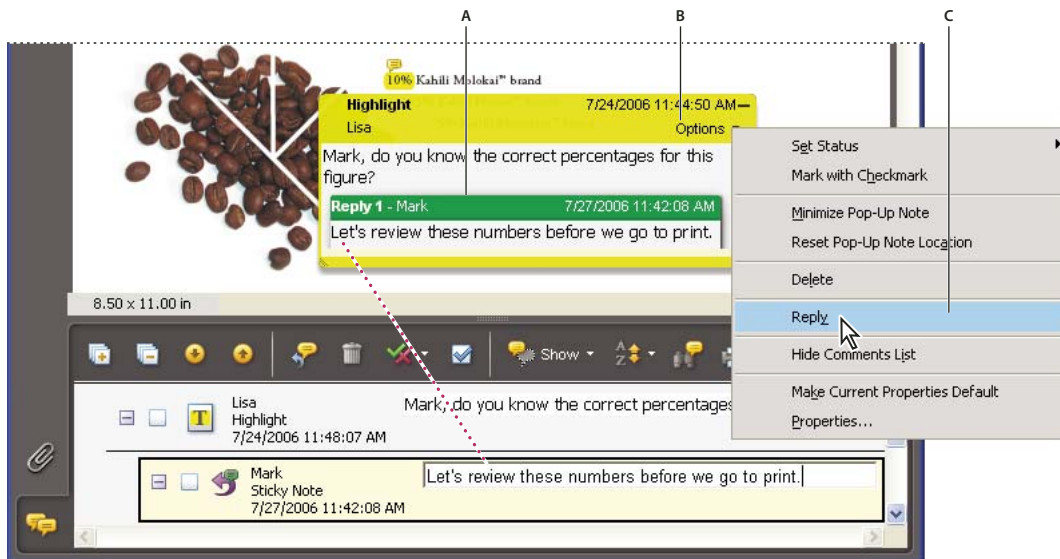 A B C
10% Kahili Molokai™ brand
Highlight 7/24/2006 11:44:50 AM
Lisa Options
Mark, do you know the correct percentages for this
figure?
Reply 1 - Mark 7/27/2006 11:42:08 AM
Let's review these numbers before we go to print.
Set Status
Mark with Checkmark
Minimize Pop-Up Note
Reset Pop-Up Note Location
Delete
Reply
Hide Comments List
Make Current Properties Default
Properties...
8.50 x 11.00 in
Show
A
Z
T
Lisa
Highlight
7/24/2006 11:48:07 AM
Mark, do you know the correct percentages
Mark
Sticky Note
7/27/2006 11:42:08 AM
Let's review these numbers before we go to print.